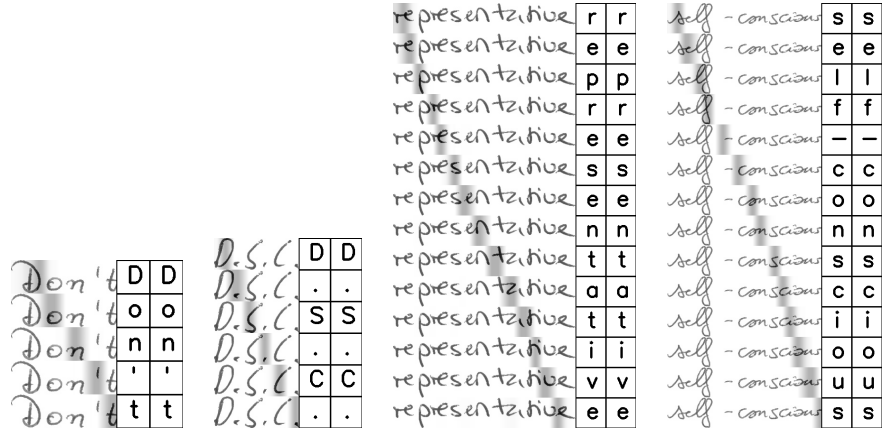 Don't D D
Don't o o
Don't n n
Don't ' '
Don't t t
D.S.C. D D
D.S.C. . .
D.S.C. S S
D.S.C. . .
D.S.C. C C
D.S.C. . .
representative r r
representative e e
representative p p
representative r r
representative e e
representative s s
representative e e
representative n n
representative t t
representative a a
representative t t
representative i i
representative v v
representative e e
self-conscious s s
self-conscious e e
self-conscious l l
self-conscious f f
self-conscious - -
self-conscious c c
self-conscious o o
self-conscious n n
self-conscious s s
self-conscious c c
self-conscious i i
self-conscious o o
self-conscious u u
self-conscious s s